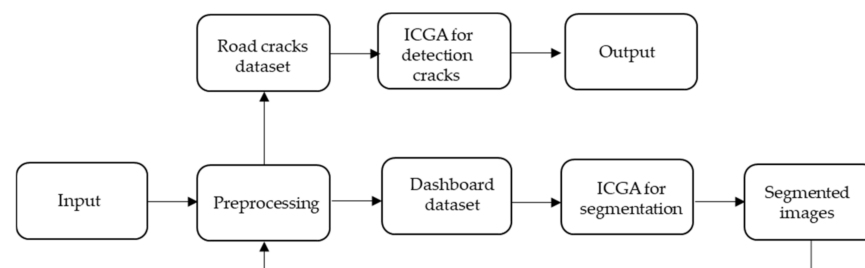 Road cracks
dataset
ICGA for
detection
cracks
Output
Input
Preprocessing
Dashboard
dataset
ICGA for
segmentation
Segmented
images